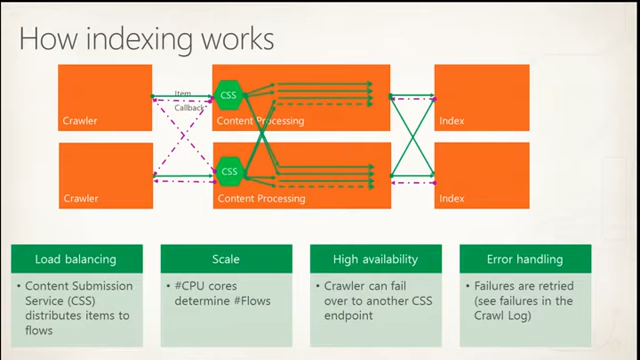 How indexing works
Item
Callback
CSS
Crawler
Content Processing
Index
CSS
Crawler
Content Processing
Index
Load balancing
• Content Submission
Service (CSS)
distributes items to
flows
Scale
• #CPU cores
determine #Flows
High availability
• Crawler can fail
over to another CSS
endpoint
Error handling
• Failures are retried
(see failures in the
Crawl Log)